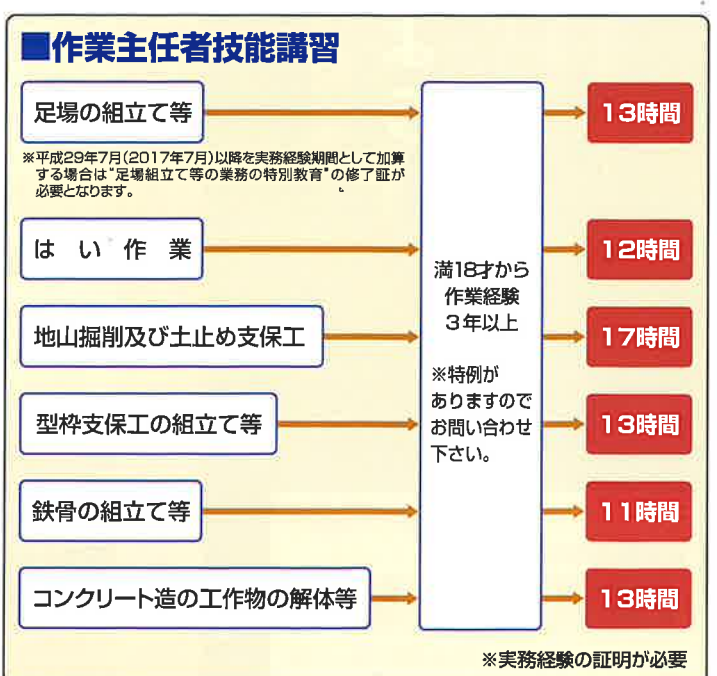 ■作業主任者技能講習
足場の組立て等
13時間
※平成29年7月(2017年7月)以降を実務経験期間として加算
する場合は"足場組立て等の業務の特別教育"の修了証が
必要となります。
はい作業
12時間
満18才から
作業経験
3年以上
※特例が
ありますので
お問い合わせ
下さい。
地山掘削及び土止め支保工
17時間
型枠支保工の組立て等
13時間
鉄骨の組立て等
11時間
コンクリート造の工作物の解体等
13時間
※実務経験の証明が必要